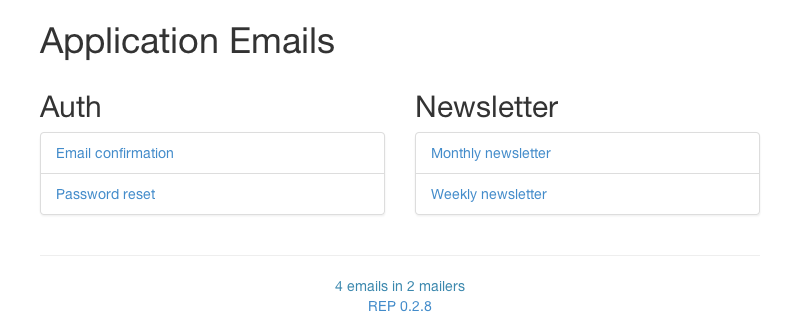 Application Emails
Auth
Email confirmation
Password reset
Newsletter
Monthly newsletter
Weekly newsletter
4 emails in 2 mailers
REP 0.2.8